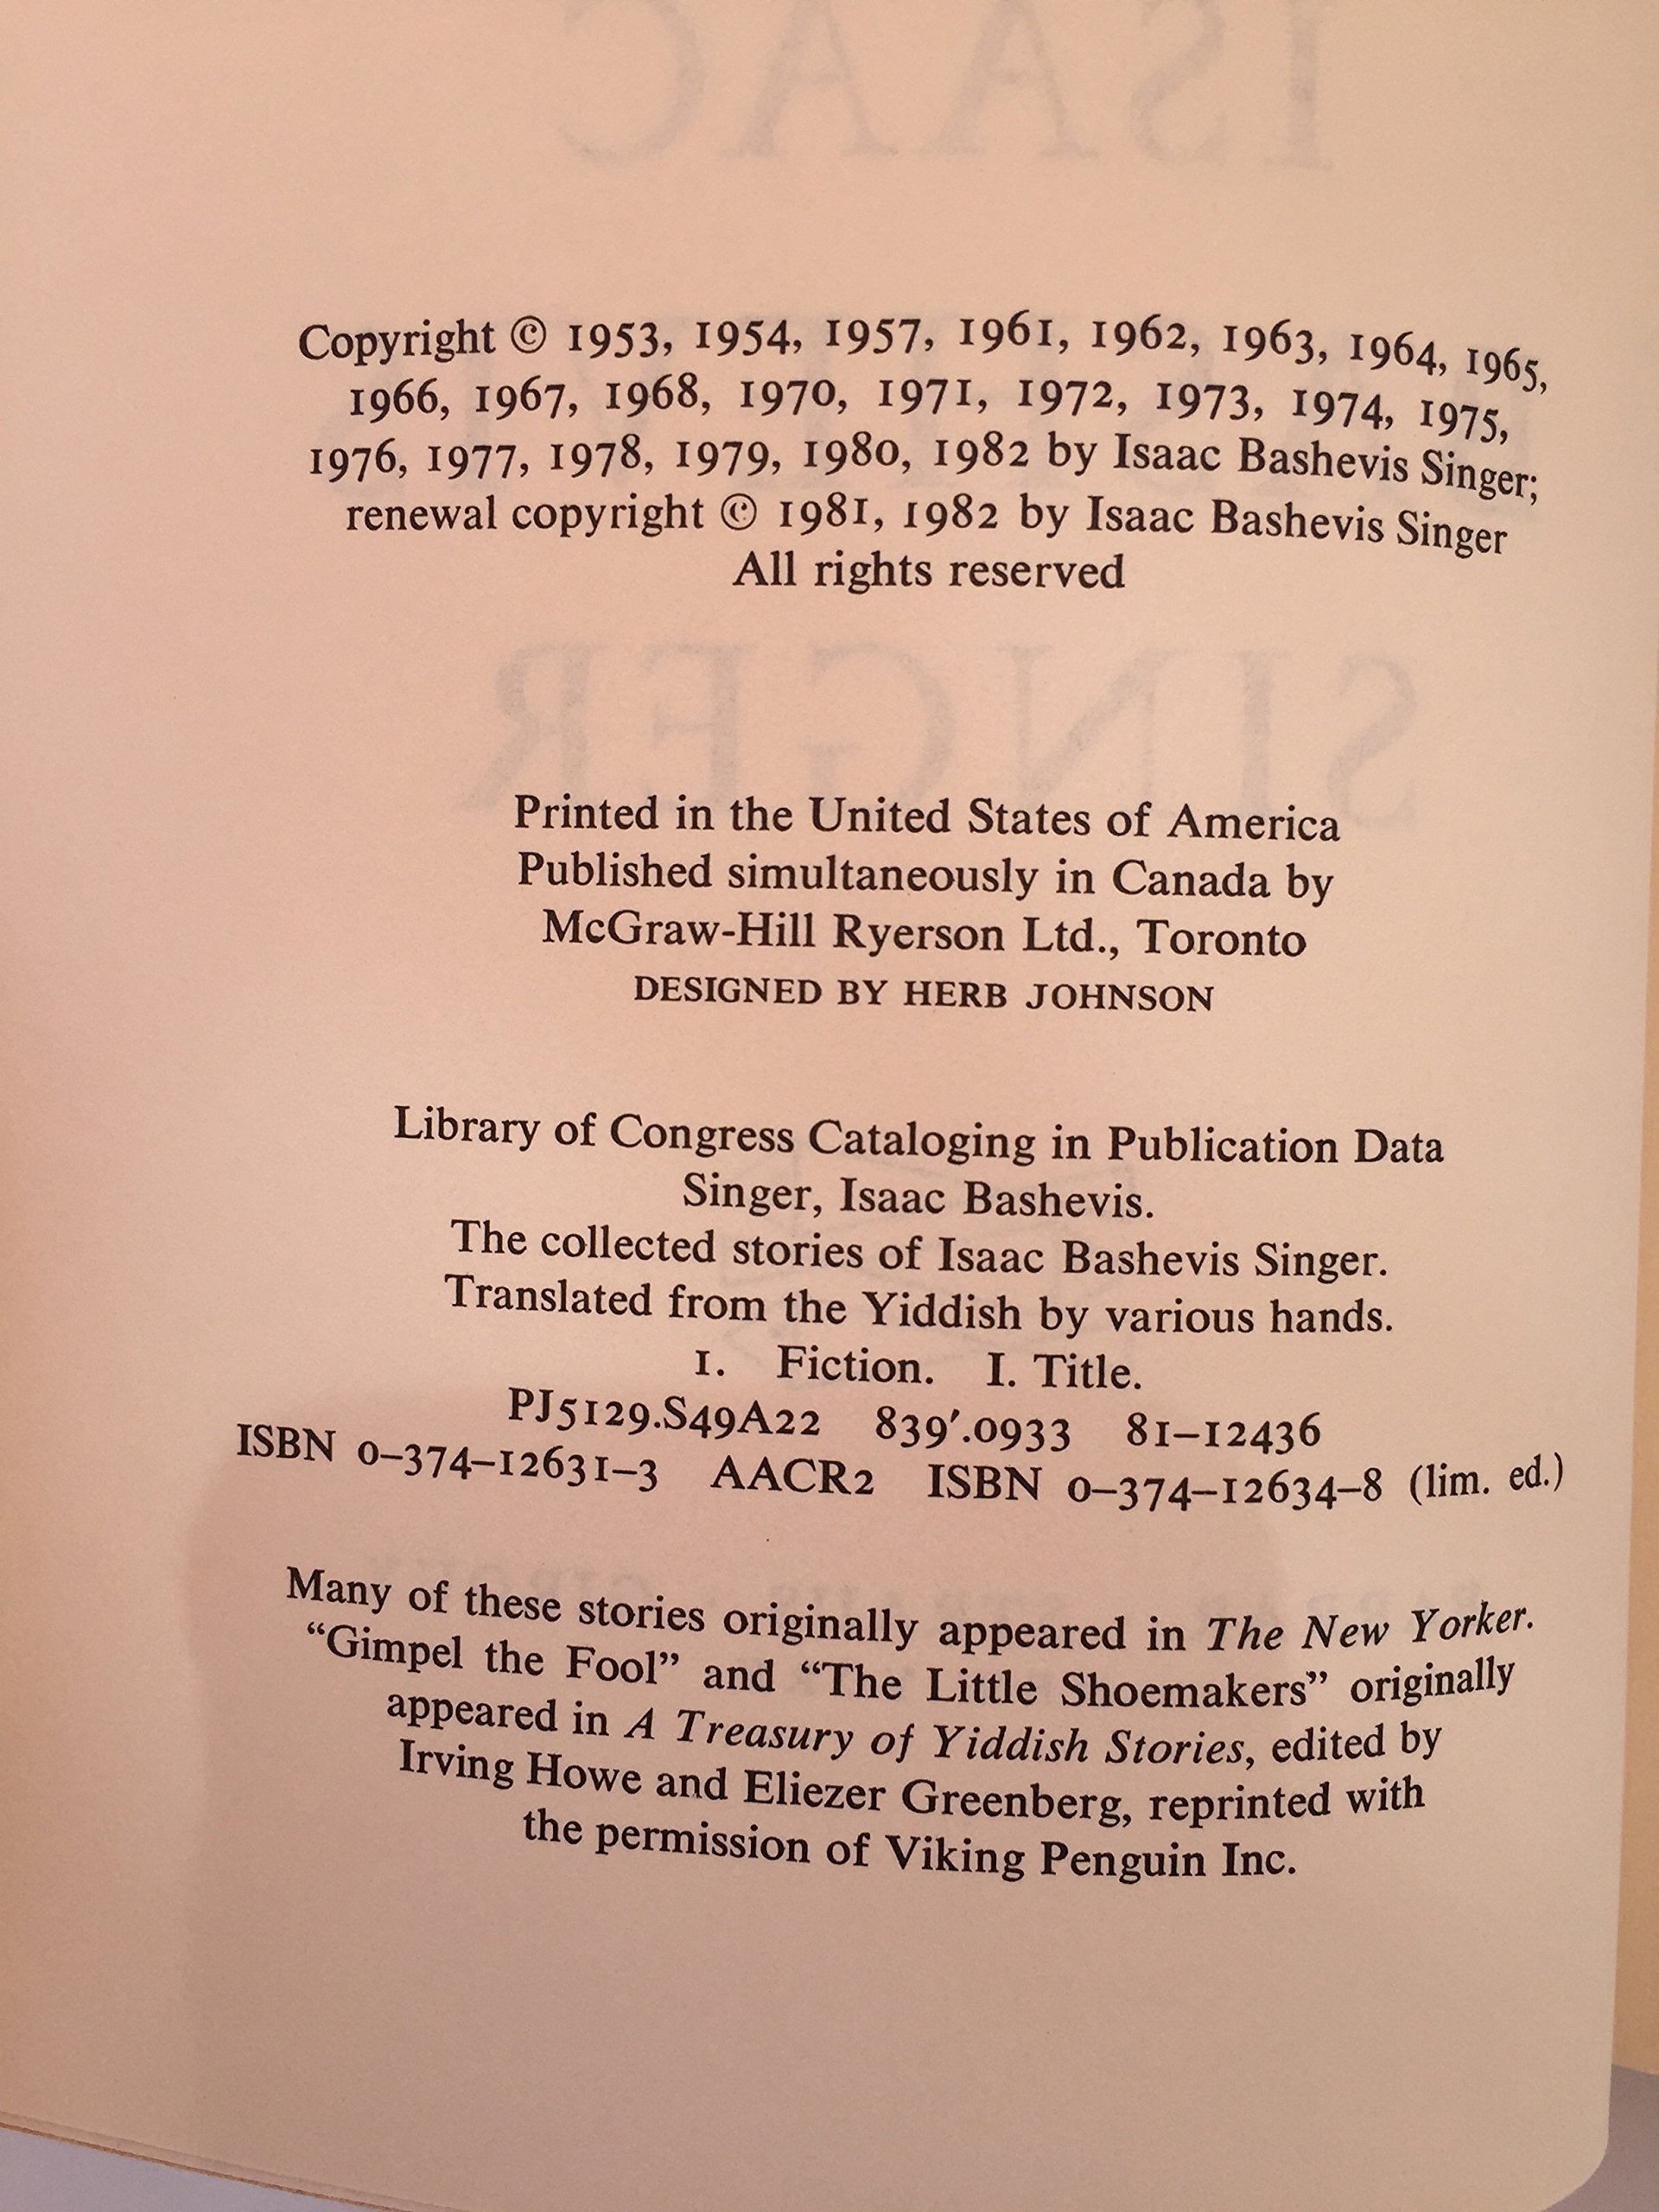 ISAAC
Copyright © 1953, 1954, 1957, 1961, 1962, 1963, 1964, 1965,
1966, 1967, 1968, 1970, 1971, 1972, 1973, 1974, 1975,
1976, 1977, 1978, 1979, 1980, 1982 by Isaac Bashevis Singer;
renewal copyright © 1981, 1982 by Isaac Bashevis Singer
All rights reserved
SINGER
Printed in the United States of America
Published simultaneously in Canada by
McGraw-Hill Ryerson Ltd., Toronto
DESIGNED BY HERB JOHNSON
Library of Congress Cataloging in Publication Data
Singer, Isaac Bashevis.
The collected stories of Isaac Bashevis Singer.
Translated from the Yiddish by various hands.
1. Fiction. I. Title.
PJ5129.S49A22 839′.0933 81–12436
ISBN 0–374–12631–3 AACR2 ISBN 0–374–12634–8 (lim. ed.)
Many of these stories originally appeared in The New Yorker.
“Gimpel the Fool” and “The Little Shoemakers” originally
appeared in A Treasury of Yiddish Stories, edited by
Irving Howe and Eliezer Greenberg, reprinted with
the permission of Viking Penguin Inc.